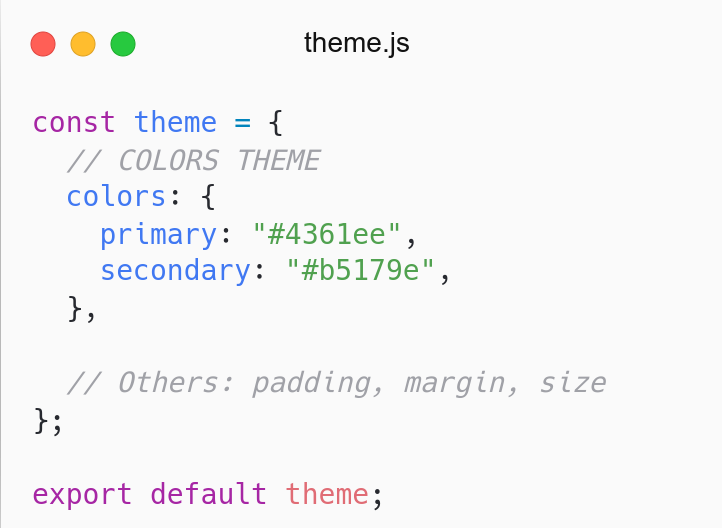 theme.js
const theme = {
  // COLORS THEME
  colors: {
    primary: "#4361ee",
    secondary: "#b5179e",
  },
  // Others: padding, margin, size
};
export default theme;